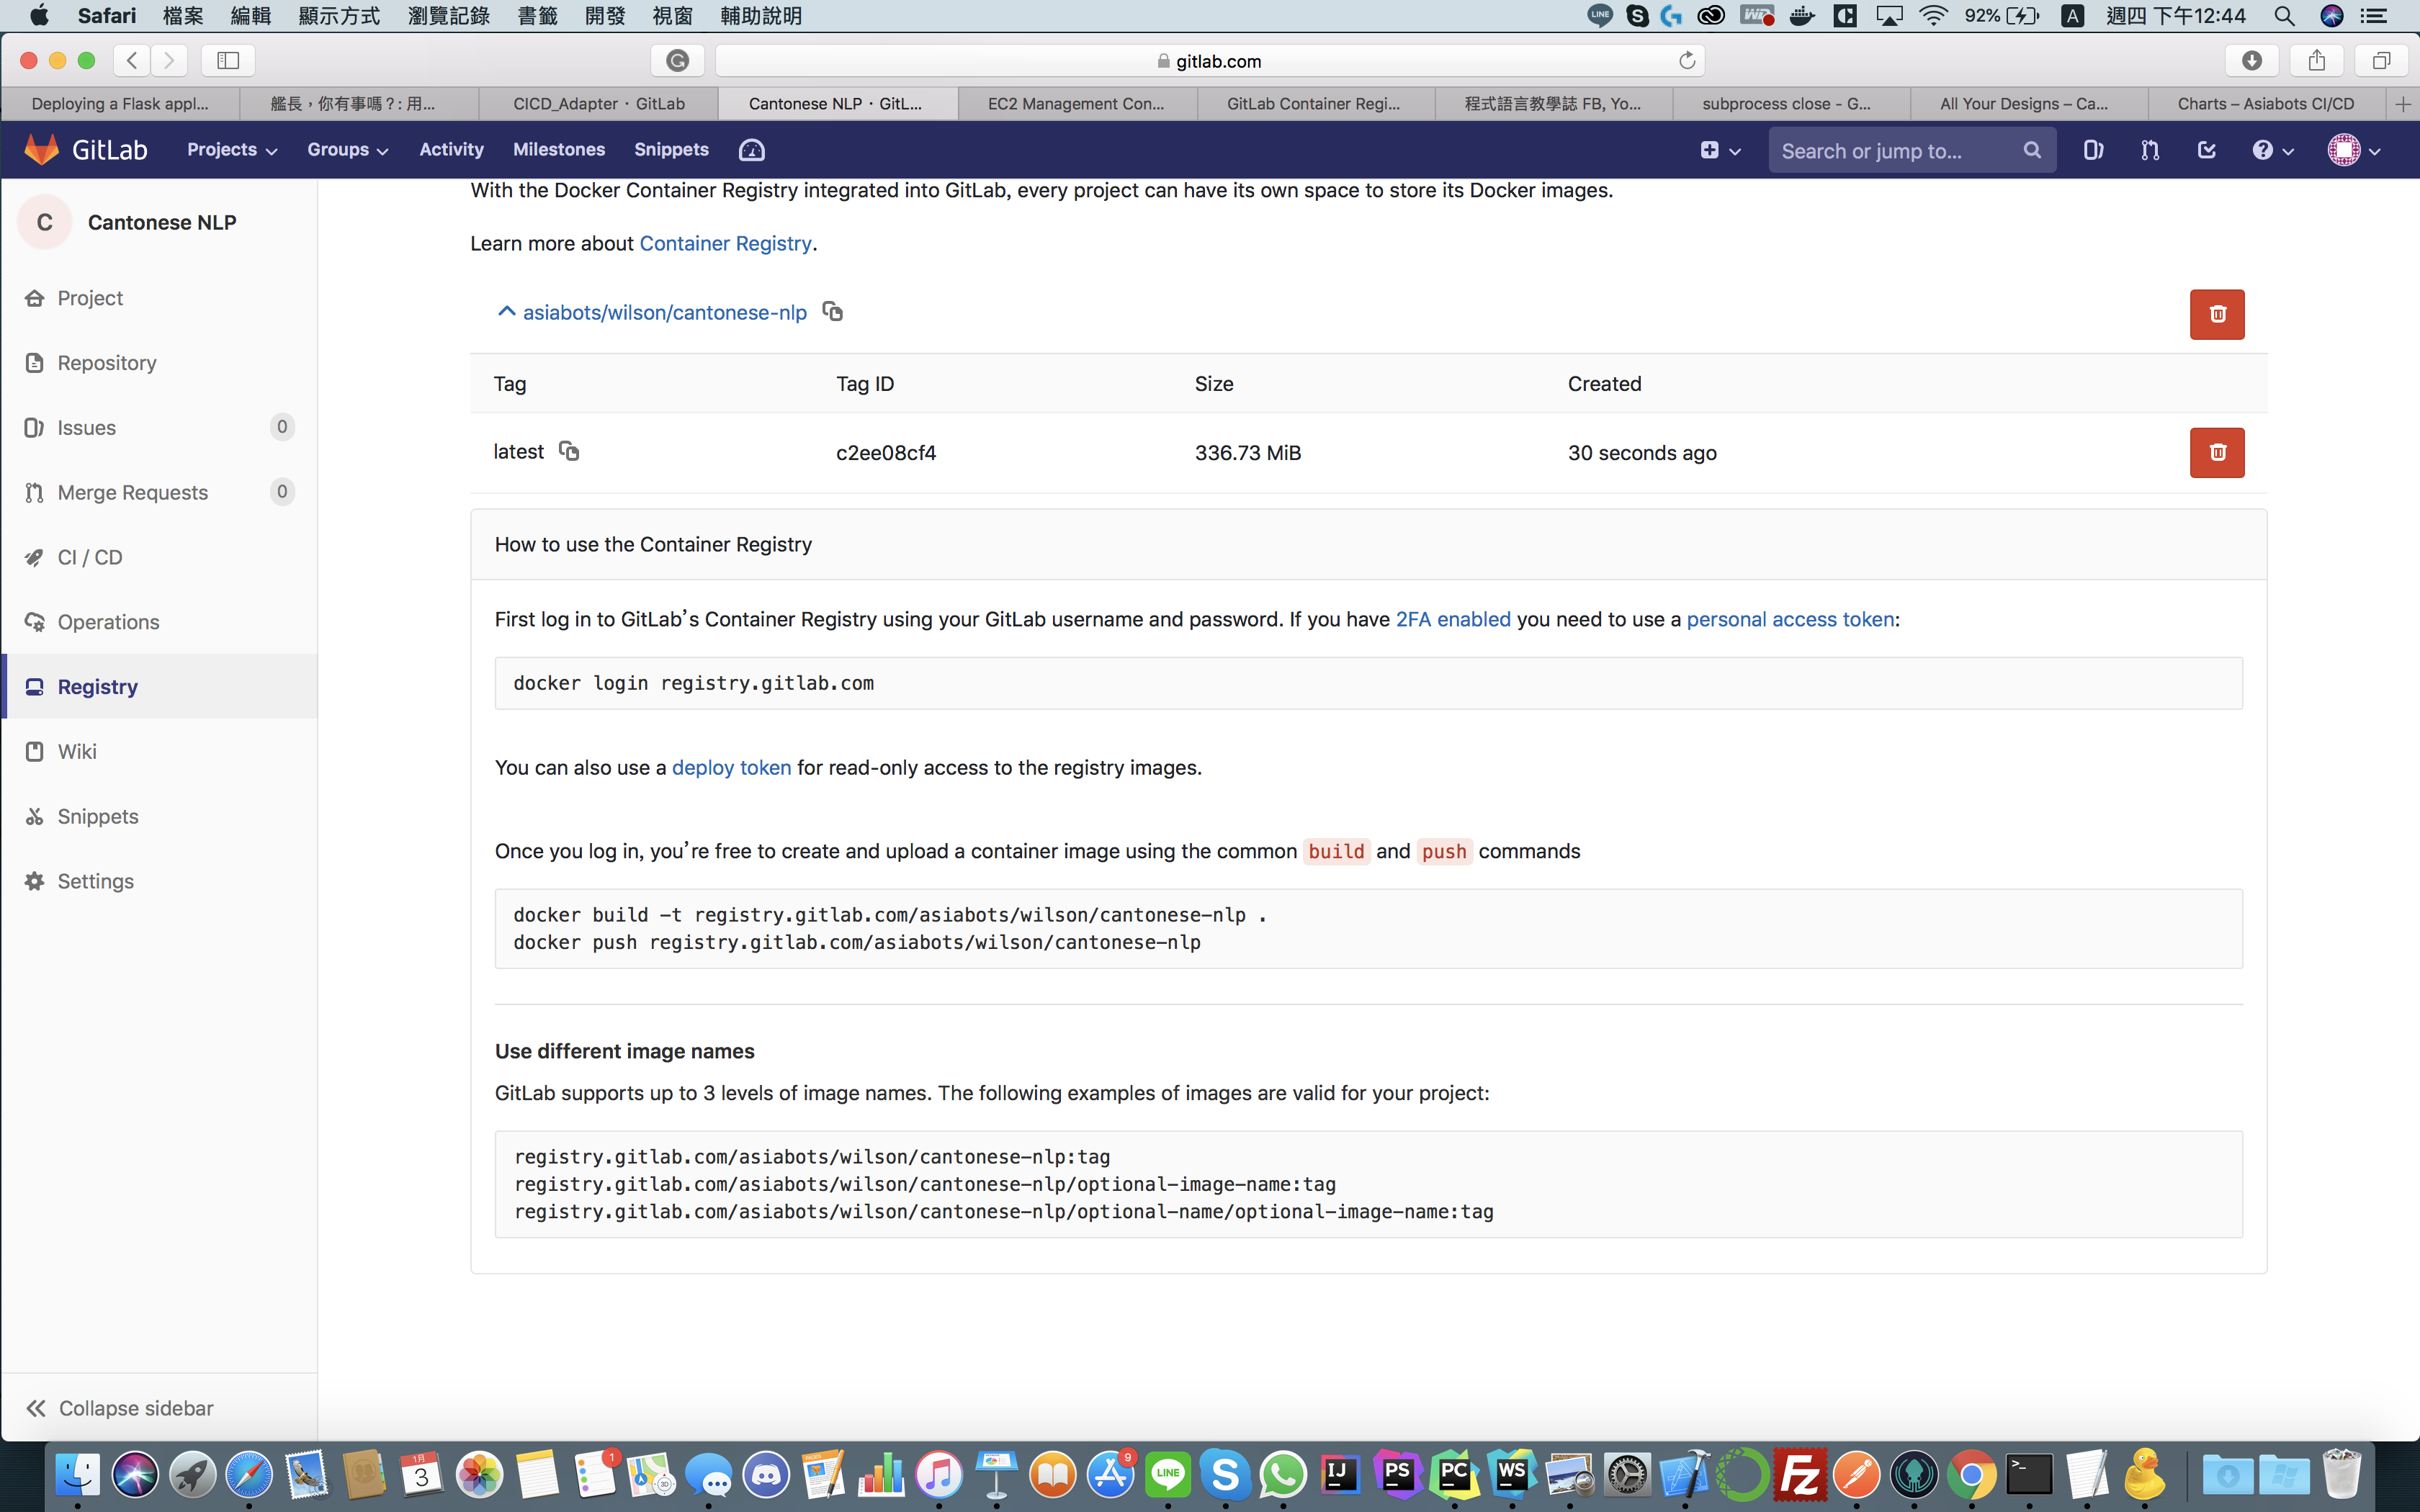 Safari 檔案 編輯 顯示方式 瀏覽記錄 書籤 開發 視窗 輔助說明 LINE 92% A 週四 下午12:44
gitlab.com
Deploying a Flask appl... 艦長，你有事嗎？: 用... CICD_Adapter · GitLab Cantonese NLP · GitL... EC2 Management Con... GitLab Container Regi... 程式語言教學誌 FB, Yo... subprocess close - G... All Your Designs – Ca... Charts – Asiabots CI/CD
GitLab Projects Groups Activity Milestones Snippets Search or jump to...
C Cantonese NLP
Project
Repository
Issues 0
Merge Requests 0
CI / CD
Operations
Registry
Wiki
Snippets
Settings
Collapse sidebar
With the Docker Container Registry integrated into GitLab, every project can have its own space to store its Docker images.
Learn more about Container Registry.
asiabots/wilson/cantonese-nlp
Tag Tag ID Size Created
latest c2ee08cf4 336.73 MiB 30 seconds ago
How to use the Container Registry
First log in to GitLab’s Container Registry using your GitLab username and password. If you have 2FA enabled you need to use a personal access token:
docker login registry.gitlab.com
You can also use a deploy token for read-only access to the registry images.
Once you log in, you’re free to create and upload a container image using the common build and push commands
docker build -t registry.gitlab.com/asiabots/wilson/cantonese-nlp .
docker push registry.gitlab.com/asiabots/wilson/cantonese-nlp
Use different image names
GitLab supports up to 3 levels of image names. The following examples of images are valid for your project:
registry.gitlab.com/asiabots/wilson/cantonese-nlp:tag
registry.gitlab.com/asiabots/wilson/cantonese-nlp/optional-image-name:tag
registry.gitlab.com/asiabots/wilson/cantonese-nlp/optional-name/optional-image-name:tag
1月 3 1 3D 9 LINE S IJ PS PC WS Fz